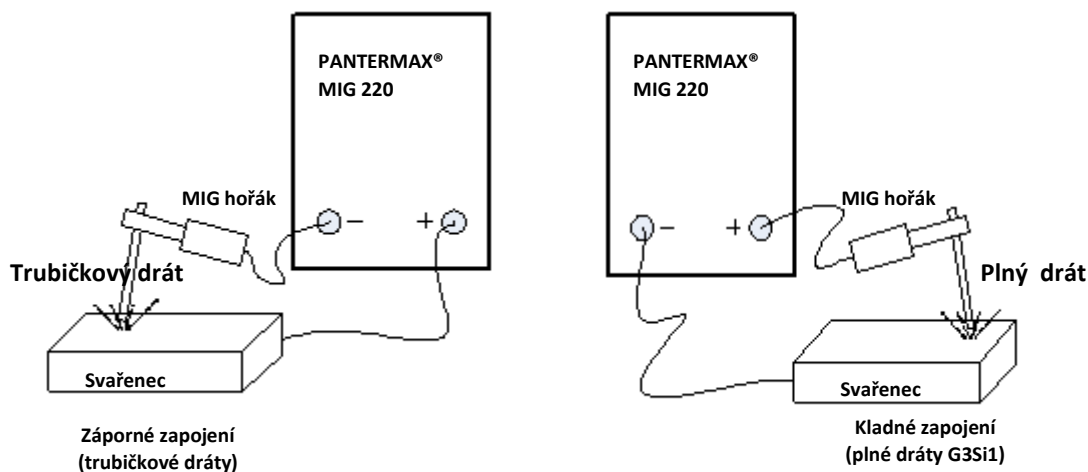 PANTERMAX®
MIG 220
MIG hořák
– +
Trubičkový drát
Svařenec
Záporné zapojení
(trubičkové dráty)
PANTERMAX®
MIG 220
MIG hořák
– +
Plný drát
Svařenec
Kladné zapojení
(plné dráty G3Si1)